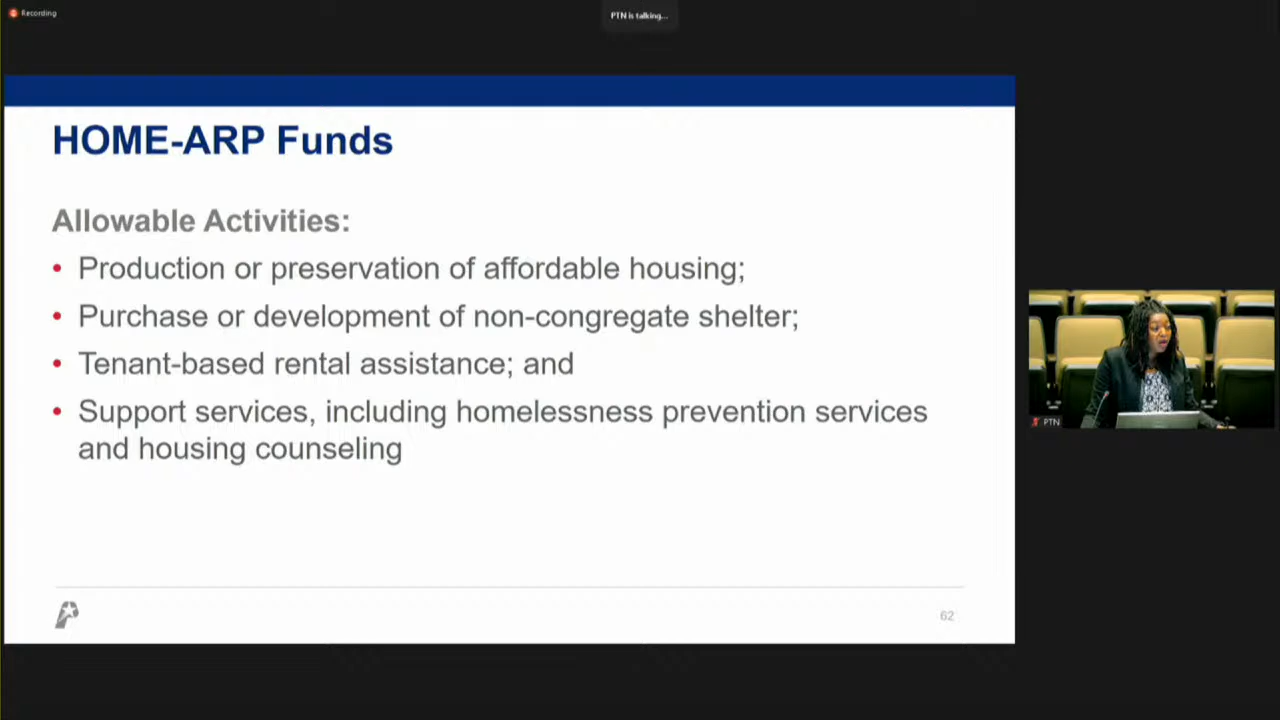 Recording
PTN is talking...
HOME-ARP Funds
Allowable Activities:
• Production or preservation of affordable housing;
• Purchase or development of non-congregate shelter;
• Tenant-based rental assistance; and
• Support services, including homelessness prevention services
and housing counseling
PTN
62